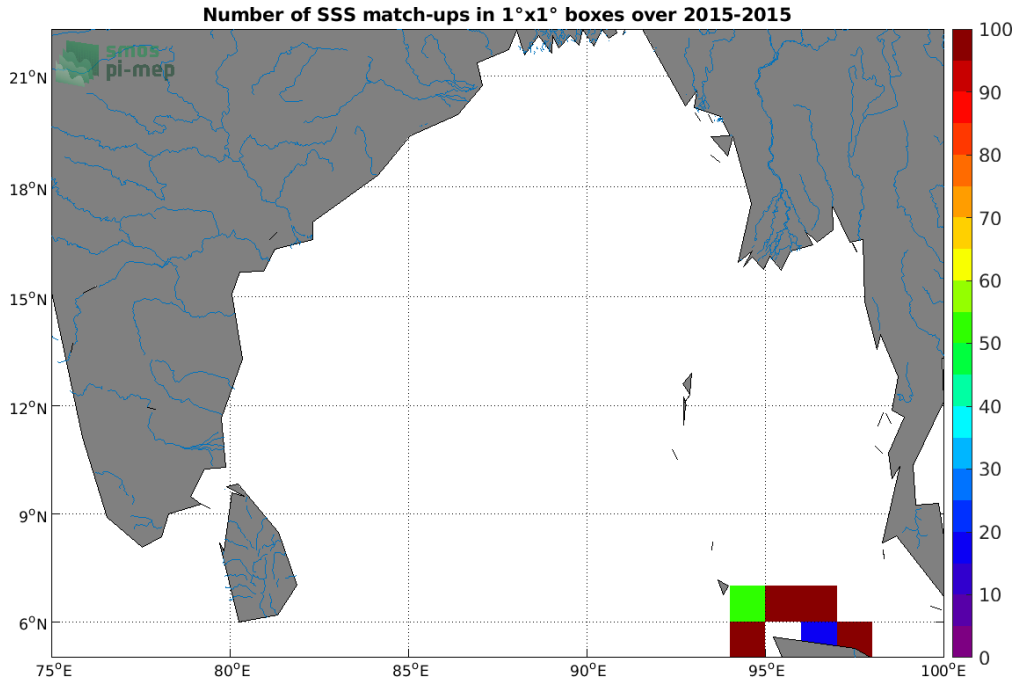 Number of SSS match-ups in 1°x1° boxes over 2015-2015
smos
pi-mep
21°N
18°N
15°N
12°N
9°N
6°N
75°E
80°E
85°E
90°E
95°E
100°E
100
90
80
70
60
50
40
30
20
10
0